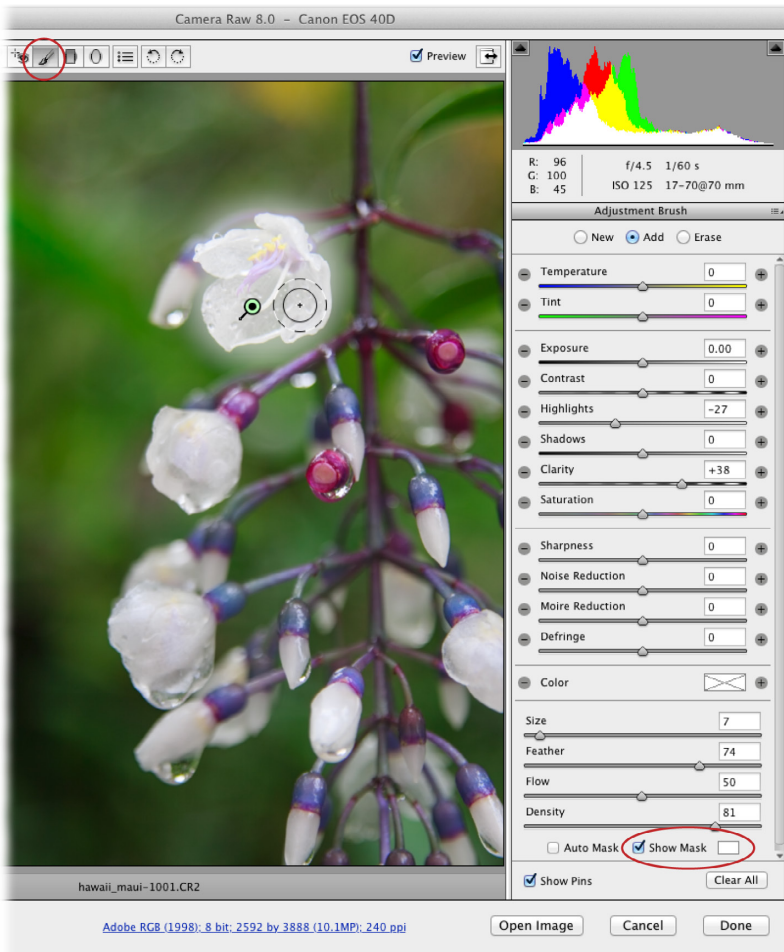 Camera Raw 8.0 – Canon EOS 40D
Preview
R: 96
G: 100
B: 45
f/4.5 1/60 s
ISO 125 17-70@70 mm
Adjustment Brush
New Add Erase
Temperature 0
Tint 0
Exposure 0.00
Contrast 0
Highlights -27
Shadows 0
Clarity +38
Saturation 0
Sharpness 0
Noise Reduction 0
Moire Reduction 0
Defringe 0
Color
Size 7
Feather 74
Flow 50
Density 81
Auto Mask Show Mask
Show Pins Clear All
hawaii_maui-1001.CR2
Adobe RGB (1998); 8 bit; 2592 by 3888 (10.1MP); 240 ppi
Open Image Cancel Done